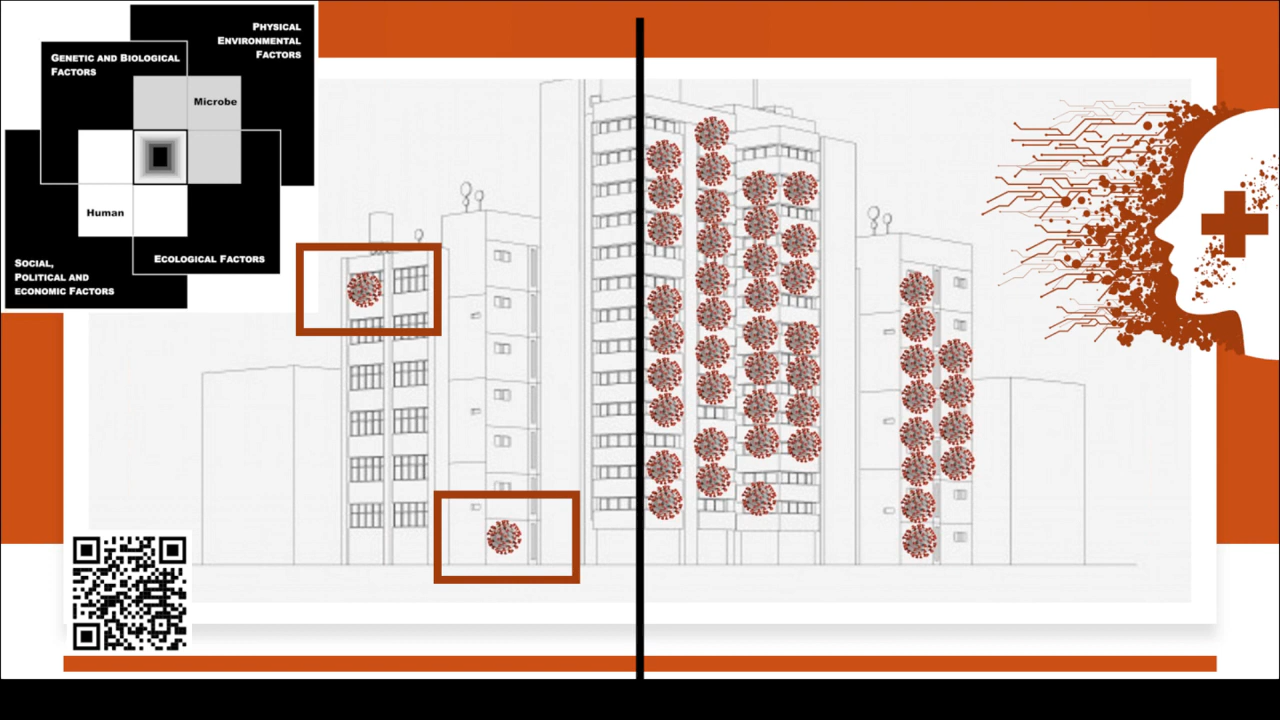 PHYSICAL
ENVIRONMENTAL
FACTORS
GENETIC AND BIOLOGICAL
FACTORS
Microbe
Human
ECOLOGICAL FACTORS
SOCIAL,
POLITICAL AND
ECONOMIC FACTORS